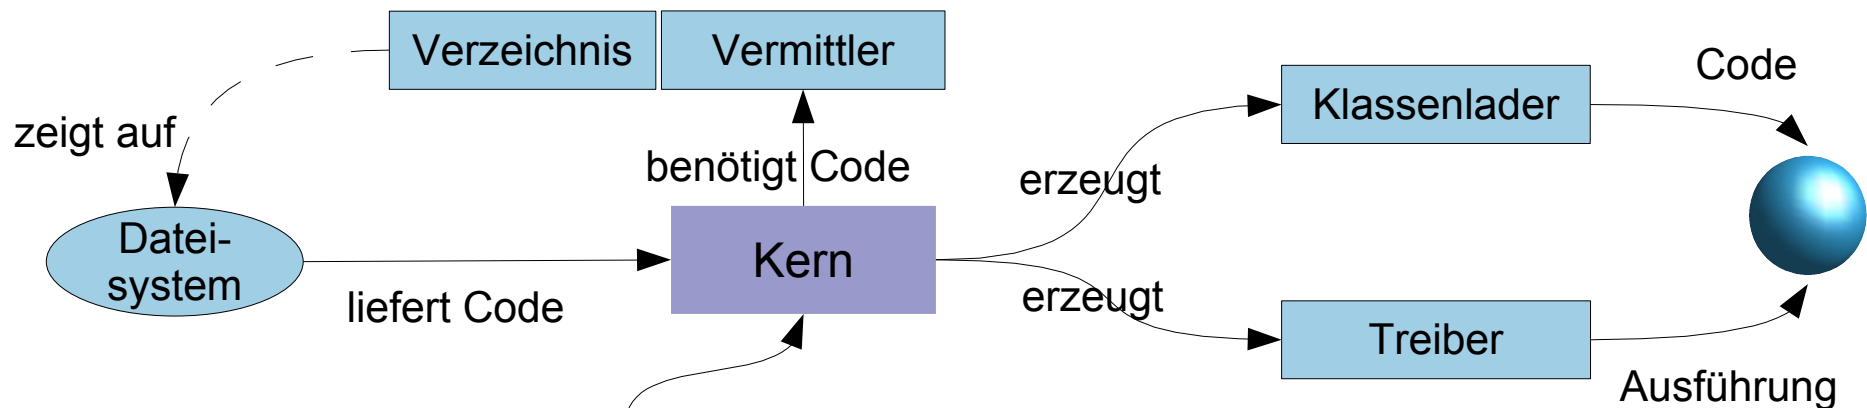 Verzeichnis
Vermittler
Code
Klassenlader
zeigt auf
benötigt Code
erzeugt
Datei-
system
Kern
liefert Code
erzeugt
Treiber
Ausführung